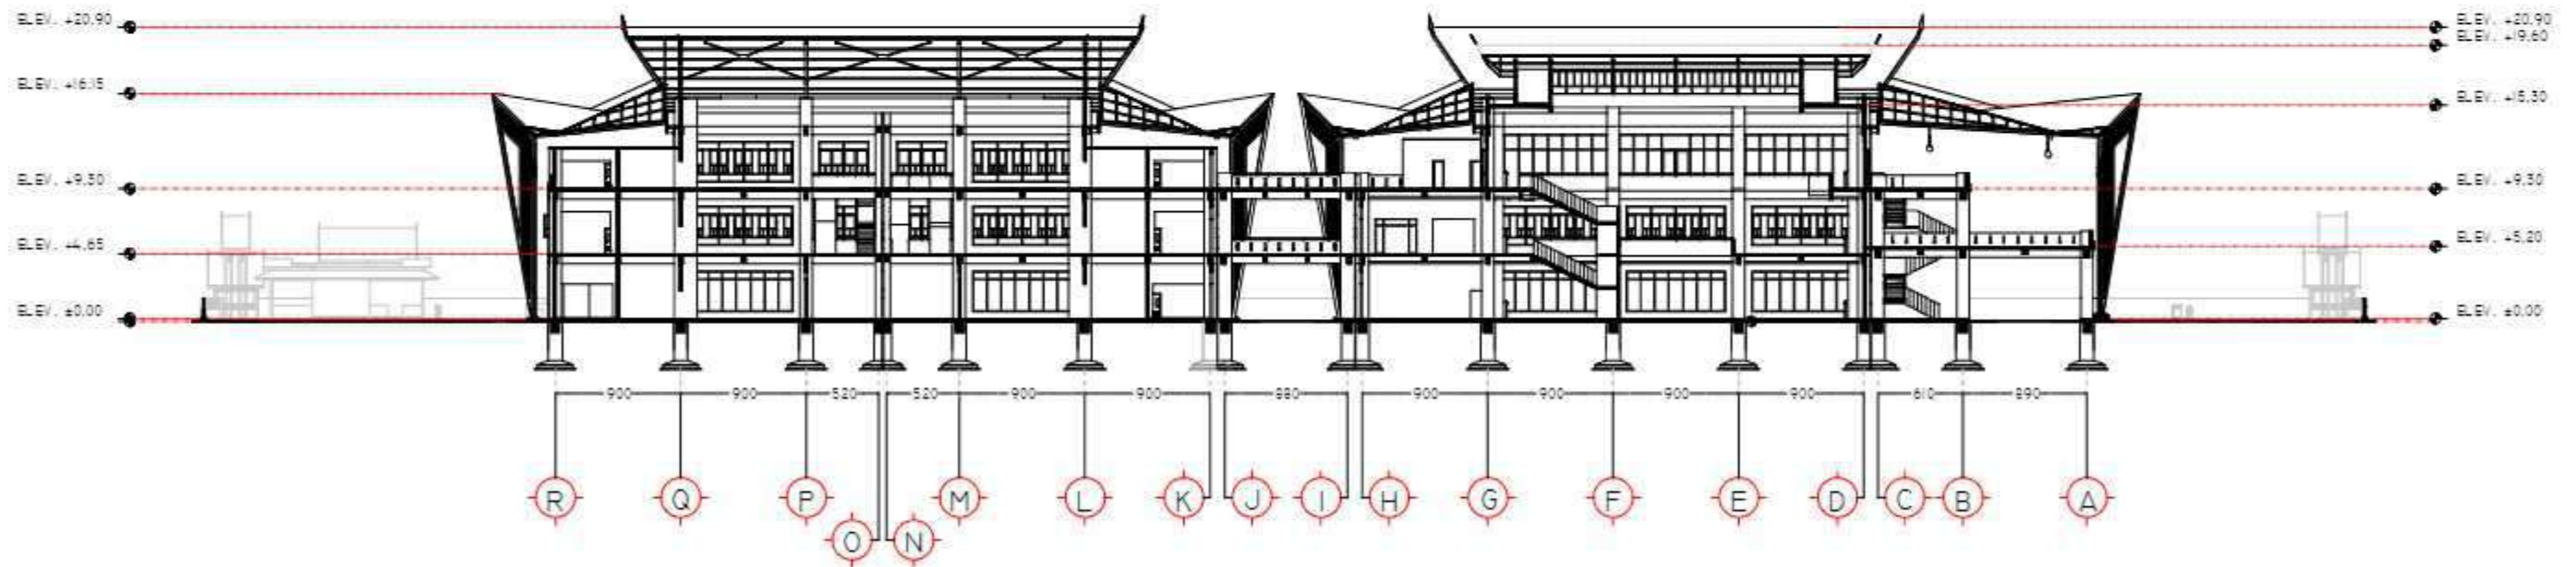 ELEV. +20.90
ELEV. +16.15
ELEV. +9.30
ELEV. +4.65
ELEV. ±0.00
ELEV. +20.90
ELEV. +19.60
ELEV. +15.30
ELEV. +9.30
ELEV. +5.20
ELEV. ±0.00
900 900 520 520 900 900 880 900 900 900 900 610 890
R Q P M L K J I H G F E D C B A
O N